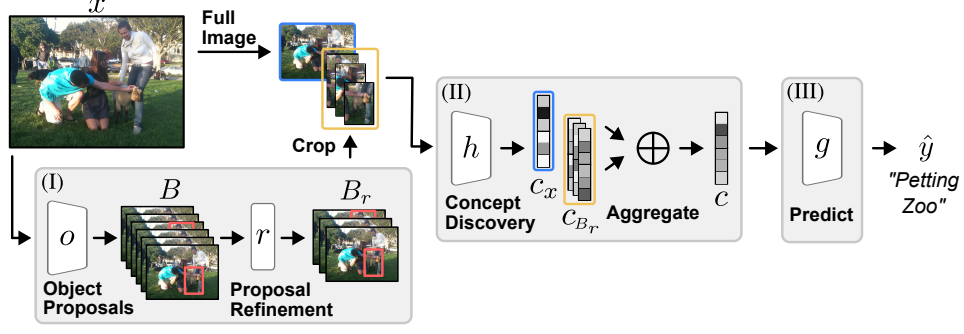 x
Full
Image
Crop
(I)
B
B_r
o
r
Object
Proposals
Proposal
Refinement
(II)
h
c_x
c_{B_r}
c
Concept
Discovery
Aggregate
(III)
g
Predict
ŷ
"Petting
Zoo"